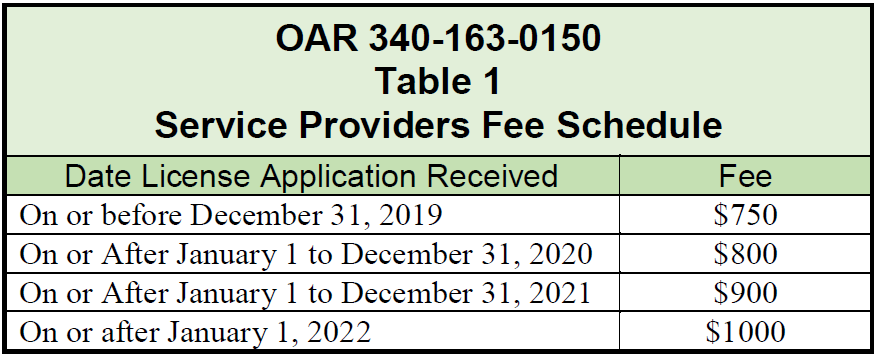 OAR 340-163-0150
Table 1
Service Providers Fee Schedule
Date License Application Received Fee
On or before December 31, 2019 $750
On or After January 1 to December 31, 2020 $800
On or After January 1 to December 31, 2021 $900
On or after January 1, 2022 $1000